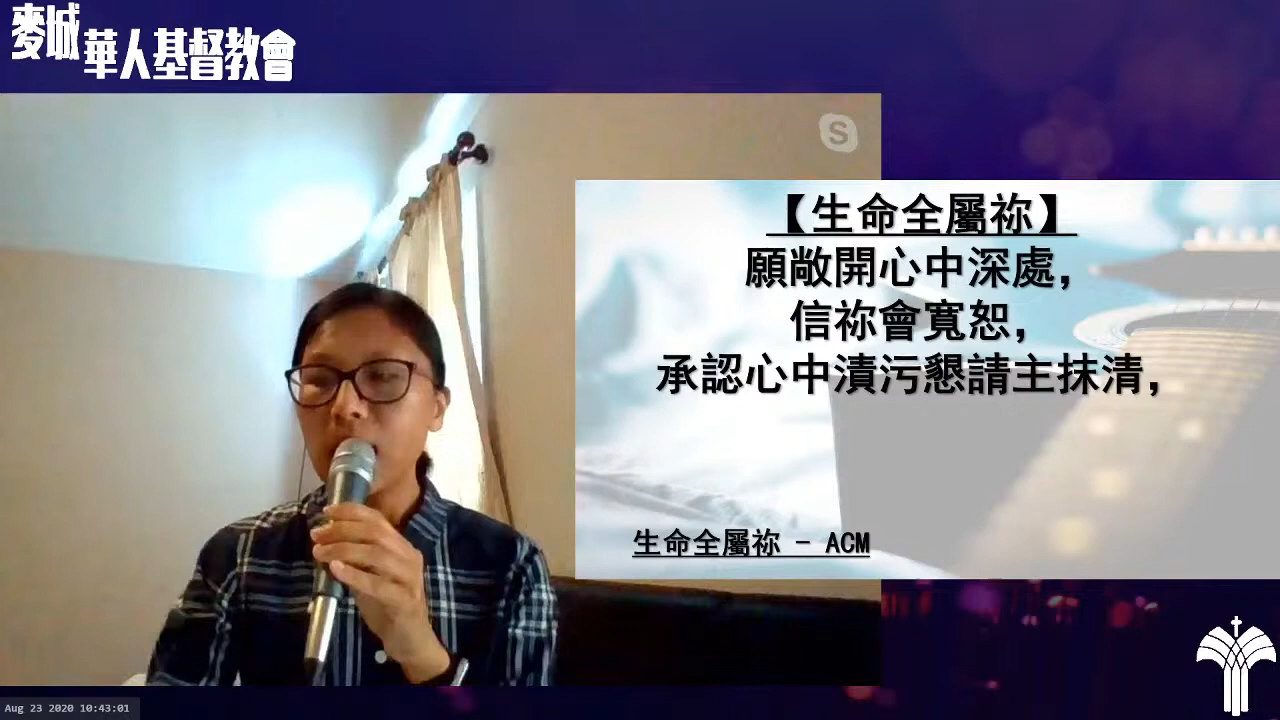 麥城
華人基督教會
S
【生命全屬祢】
願敞開心中深處，
信祢會寬恕，
承認心中瀆污懇請主抹清，
生命全屬祢 - ACM
Aug 23 2020 10:43:01